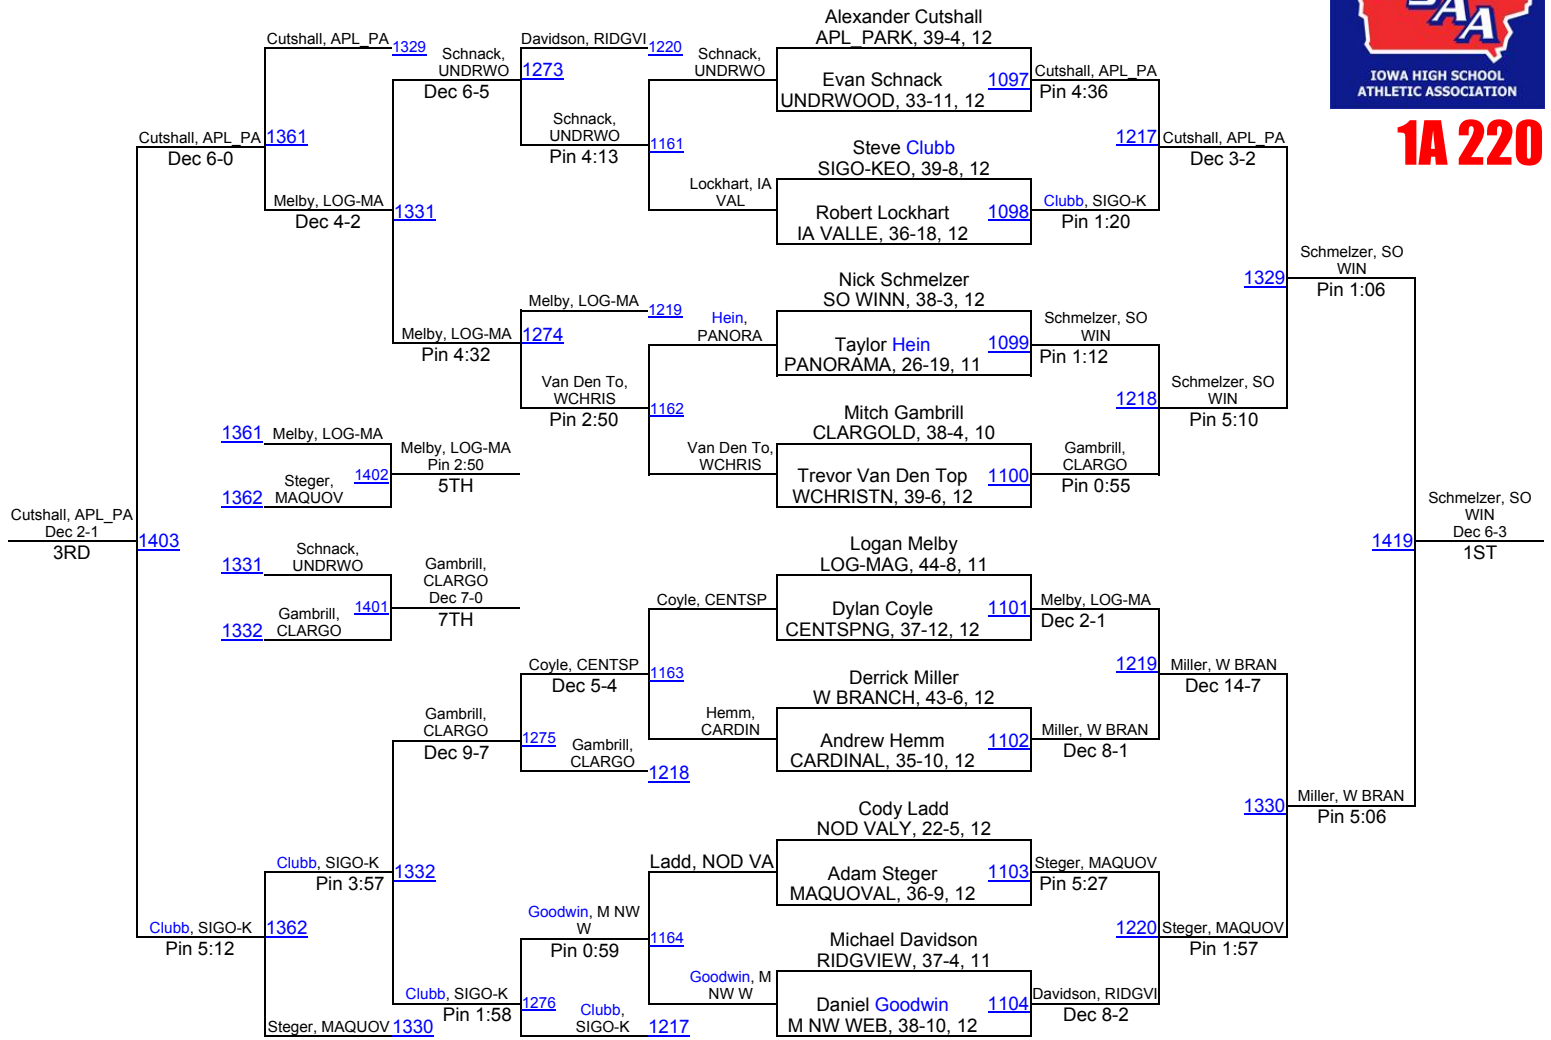 IOWA HIGH SCHOOL
ATHLETIC ASSOCIATION
1A 220
Alexander Cutshall
APL_PARK, 39-4, 12
Evan Schnack
UNDRWOOD, 33-11, 12
1097
Steve Clubb
SIGO-KEO, 39-8, 12
Robert Lockhart
IA VALLE, 36-18, 12
1098
Nick Schmelzer
SO WINN, 38-3, 12
Taylor Hein
PANORAMA, 26-19, 11
1099
Mitch Gambrill
CLARGOLD, 38-4, 10
Trevor Van Den Top
WCHRISTN, 39-6, 12
1100
Logan Melby
LOG-MAG, 44-8, 11
Dylan Coyle
CENTSPNG, 37-12, 12
1101
Derrick Miller
W BRANCH, 43-6, 12
Andrew Hemm
CARDINAL, 35-10, 12
1102
Cody Ladd
NOD VALY, 22-5, 12
Adam Steger
MAQUOVAL, 36-9, 12
1103
Michael Davidson
RIDGVIEW, 37-4, 11
Daniel Goodwin
M NW WEB, 38-10, 12
1104
Cutshall, APL_PA
Pin 4:36
Clubb, SIGO-K
Pin 1:20
Schmelzer, SO
WIN
Pin 1:12
Gambrill,
CLARGO
Pin 0:55
Melby, LOG-MA
Dec 2-1
Miller, W BRAN
Dec 8-1
Steger, MAQUOV
Pin 5:27
Davidson, RIDGVI
Dec 8-2
1217
Cutshall, APL_PA
Dec 3-2
1218
Schmelzer, SO
WIN
Pin 5:10
1219
Miller, W BRAN
Dec 14-7
1220
Steger, MAQUOV
Pin 1:57
1329
Schmelzer, SO
WIN
Pin 1:06
1330
Miller, W BRAN
Pin 5:06
1419
Schmelzer, SO
WIN
Dec 6-3
1ST
Schnack,
UNDRWO
Lockhart, IA
VAL
1161
Hein,
PANORA
Van Den To,
WCHRIS
1162
Coyle, CENTSP
Hemm,
CARDIN
1163
Ladd, NOD VA
Goodwin, M
NW W
1164
Davidson, RIDGVI
1220
Schnack,
UNDRWO
Pin 4:13
1273
Melby, LOG-MA
1219
Van Den To,
WCHRIS
Pin 2:50
1274
Coyle, CENTSP
Dec 5-4
Gambrill,
CLARGO
1218
1275
Goodwin, M NW
W
Pin 0:59
Clubb,
SIGO-K
1217
1276
Schnack,
UNDRWO
Dec 6-5
Melby, LOG-MA
Pin 4:32
1331
Gambrill,
CLARGO
Dec 9-7
Clubb, SIGO-K
Pin 1:58
1332
Cutshall, APL_PA
1329
Melby, LOG-MA
Dec 4-2
1361
Clubb, SIGO-K
Pin 3:57
Steger, MAQUOV
1330
1362
Cutshall, APL_PA
Dec 6-0
Clubb, SIGO-K
Pin 5:12
1403
Cutshall, APL_PA
Dec 2-1
3RD
1361
Melby, LOG-MA
1362
Steger,
MAQUOV
1402
Melby, LOG-MA
Pin 2:50
5TH
1331
Schnack,
UNDRWO
1332
Gambrill,
CLARGO
1401
Gambrill,
CLARGO
Dec 7-0
7TH